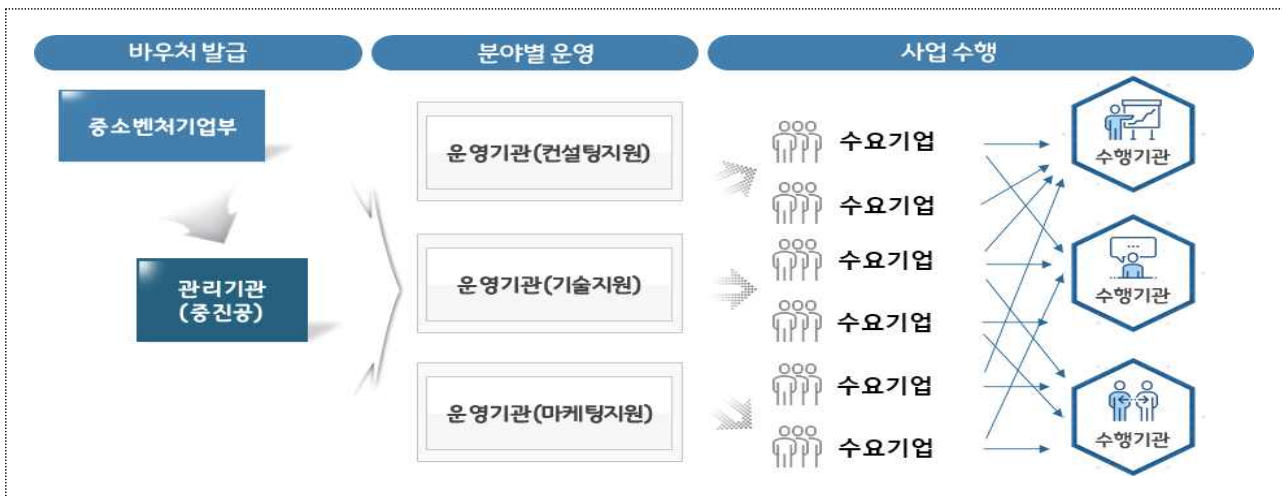 바우처 발급
분야별 운영
사업 수행
중소벤처기업부
관리기관
(중진공)
운영기관(컨설팅지원)
운영기관(기술지원)
운영기관(마케팅지원)
수요기업
수요기업
수요기업
수요기업
수요기업
수요기업
수행기관
수행기관
수행기관